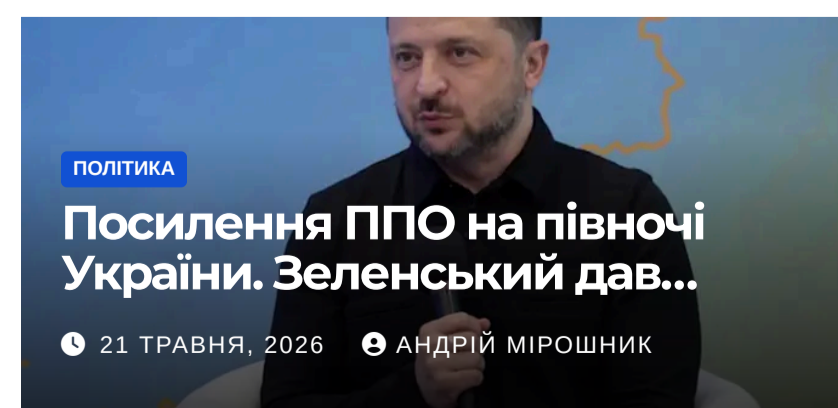 ПОЛІТИКА
Посилення ППО на півночі
України. Зеленський дав...
21 ТРАВНЯ, 2026 АНДРІЙ МІРОШНИК